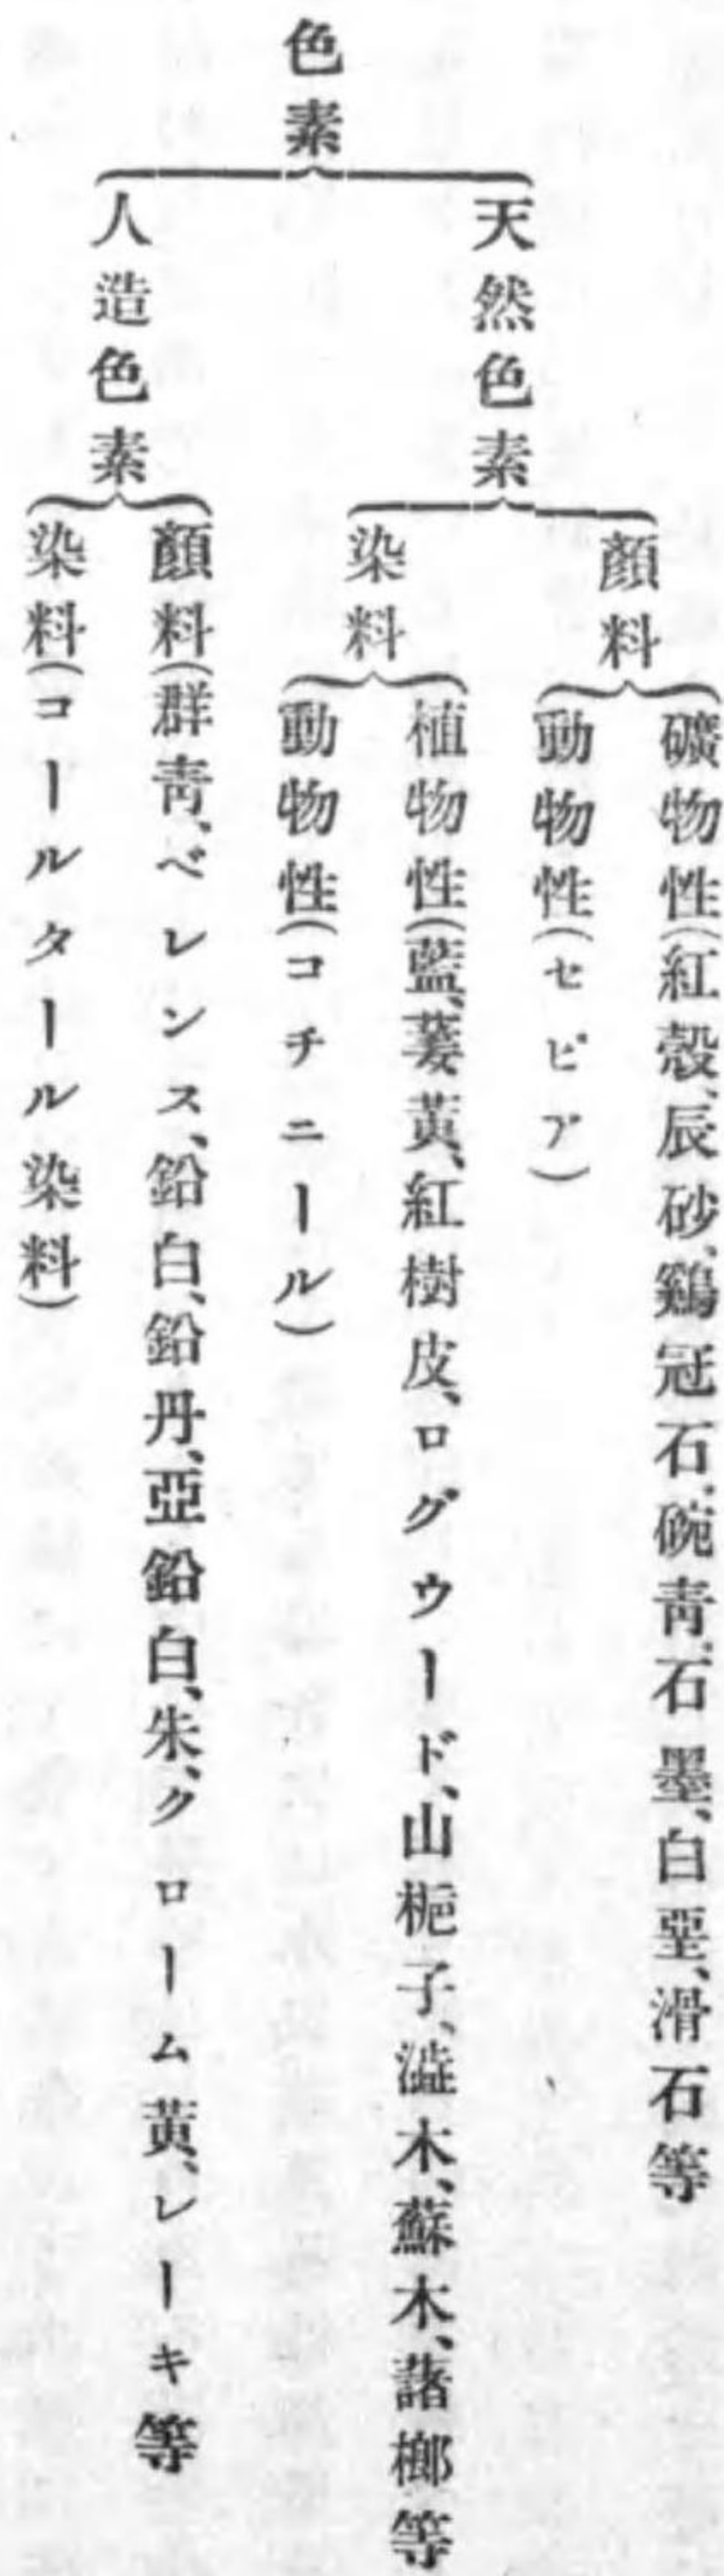 色素
天然色素
顏料
礦物性(紅殼、辰砂、鷄冠石、碗青、石墨、白堊、滑石等
動物性(セピア)
染料
植物性(藍、蔞黃、紅樹皮、ログウード、山梔子、澁木、蘇木、藷榔等
動物性(コチニール)
人造色素
顏料(群青、ベレンス、鉛白、鉛丹、亞鉛白、朱、クローム黃、レーキ等
染料(コールタール染料)